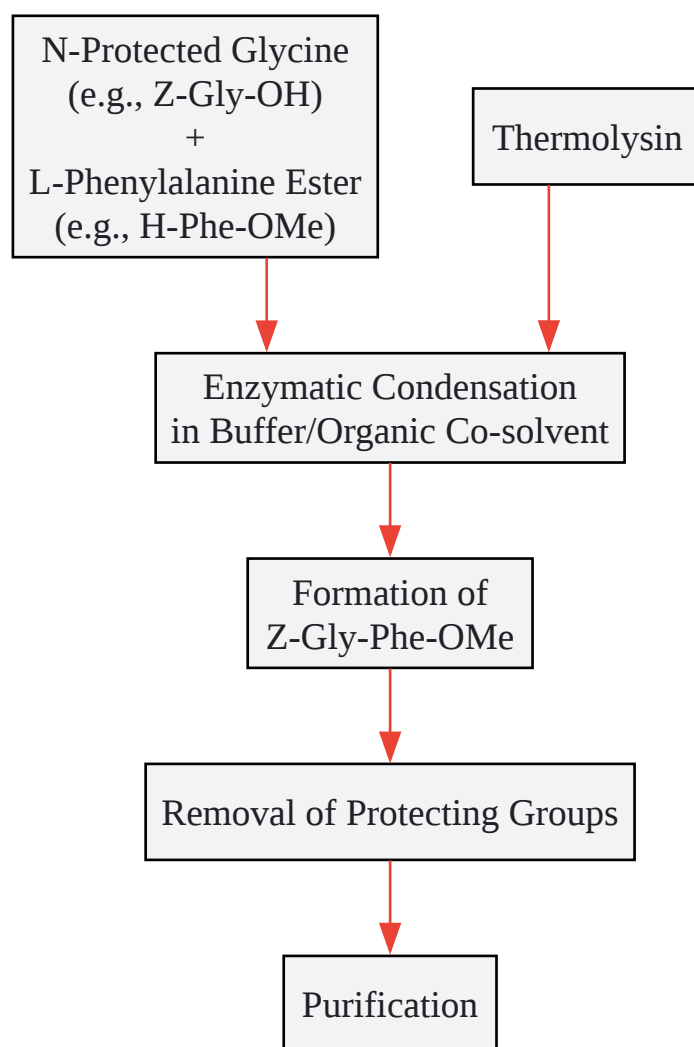 N-Protected Glycine
(e.g., Z-Gly-OH)
+
L-Phenylalanine Ester
(e.g., H-Phe-OMe)
Thermolysin
Enzymatic Condensation
in Buffer/Organic Co-solvent
Formation of
Z-Gly-Phe-OMe
Removal of Protecting Groups
Purification